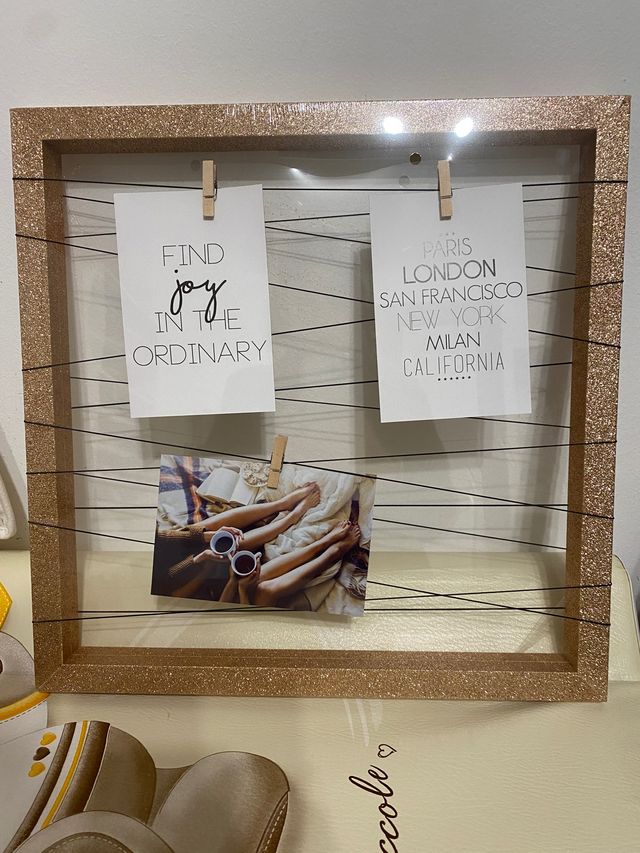 FIND
joy
IN THE
ORDINARY
PARIS
LONDON
SAN FRANCISCO
NEW YORK
MILAN
CALIFORNIA